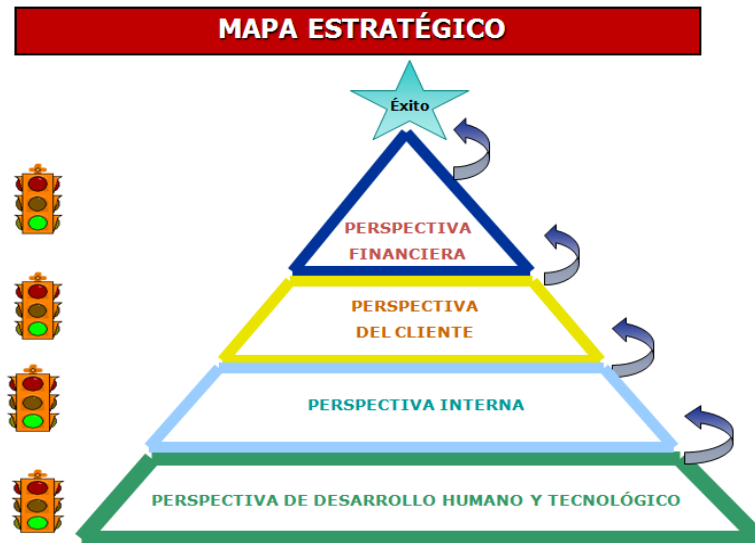 MAPA ESTRATÉGICO
Éxito
PERSPECTIVA
FINANCIERA
PERSPECTIVA
DEL CLIENTE
PERSPECTIVA INTERNA
PERSPECTIVA DE DESARROLLO HUMANO Y TECNOLÓGICO